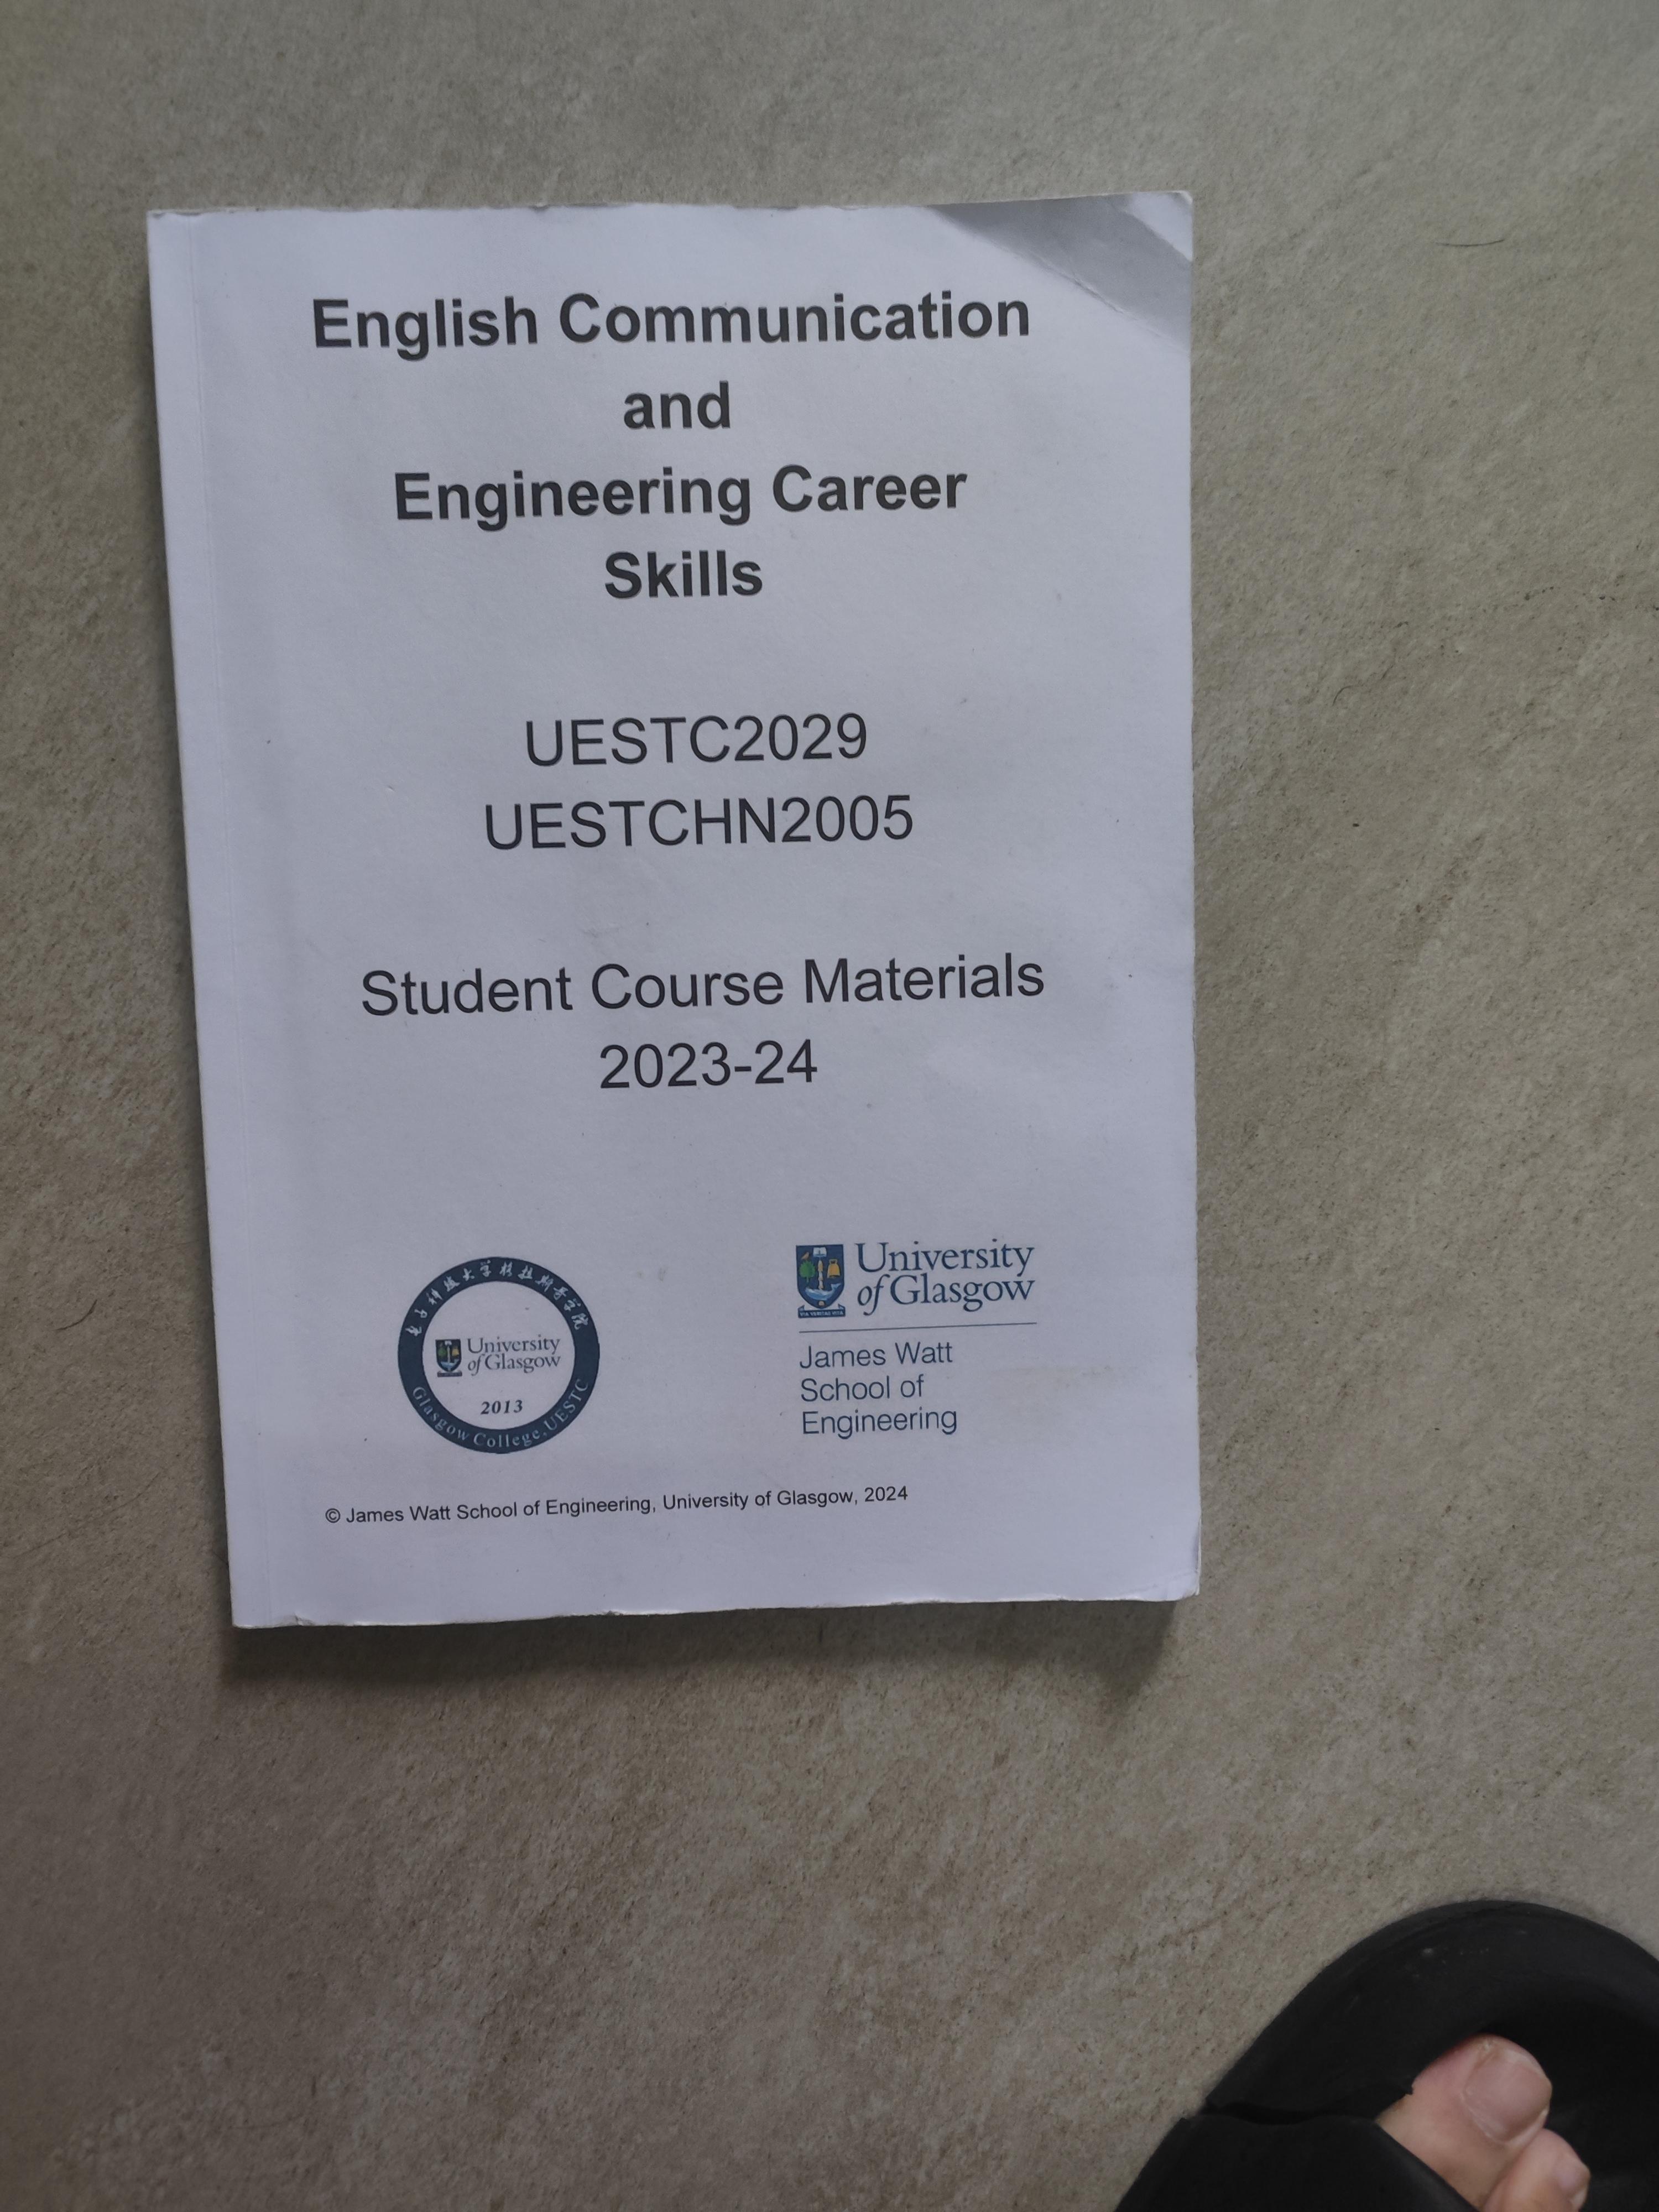 English Communication
and
Engineering Career
Skills
UESTC2029
UESTCHN2005
Student Course Materials
2023-24
电子科技大学格拉斯哥学院
University
of Glasgow
2013
Glasgow College, UESTC
University
of Glasgow
James Watt
School of
Engineering
© James Watt School of Engineering, University of Glasgow, 2024